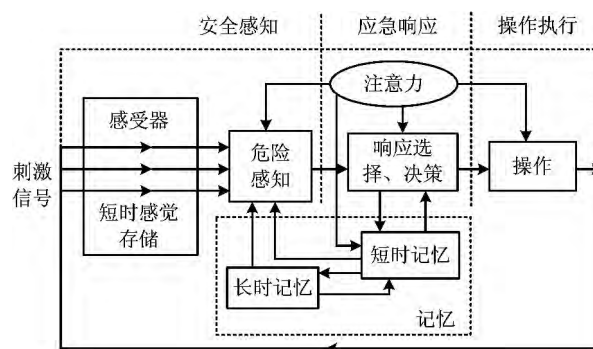 安全感知
应急响应
操作执行
注意力
感受器
刺激
信号
短时感觉
存储
危险
感知
响应选
择、决策
操作
短时记忆
长时记忆
记忆